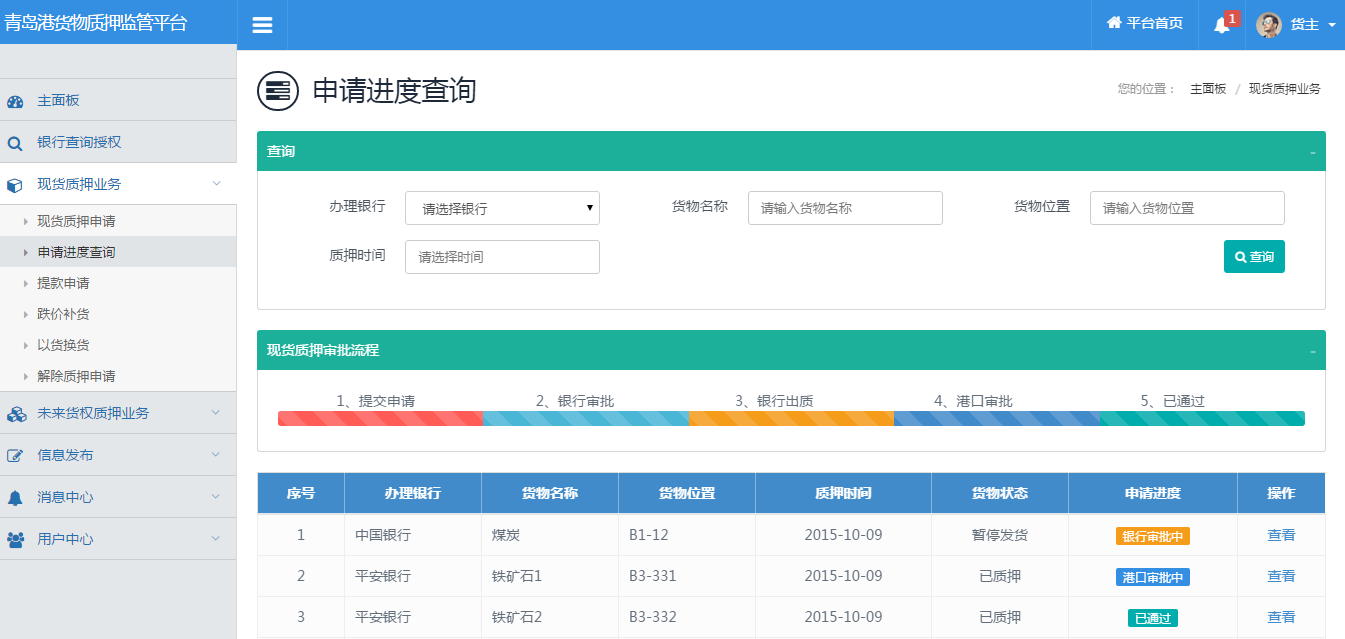 青岛港货物质押监管平台
平台首页
1
货主
主面板
银行查询授权
现货质押业务
现货质押申请
申请进度查询
提款申请
跌价补货
以货换货
解除质押申请
未来货权质押业务
信息发布
消息中心
用户中心
申请进度查询
您的位置： 主面板 / 现货质押业务
查询 -
办理银行 请选择银行 货物名称 请输入货物名称 货物位置 请输入货物位置
质押时间 请选择时间 查询
现货质押审批流程 -
1、提交申请 2、银行审批 3、银行出质 4、港口审批 5、已通过
序号 办理银行 货物名称 货物位置 质押时间 货物状态 申请进度 操作
1 中国银行 煤炭 B1-12 2015-10-09 暂停发货 银行审批中 查看
2 平安银行 铁矿石1 B3-331 2015-10-09 已质押 港口审批中 查看
3 平安银行 铁矿石2 B3-332 2015-10-09 已质押 已通过 查看